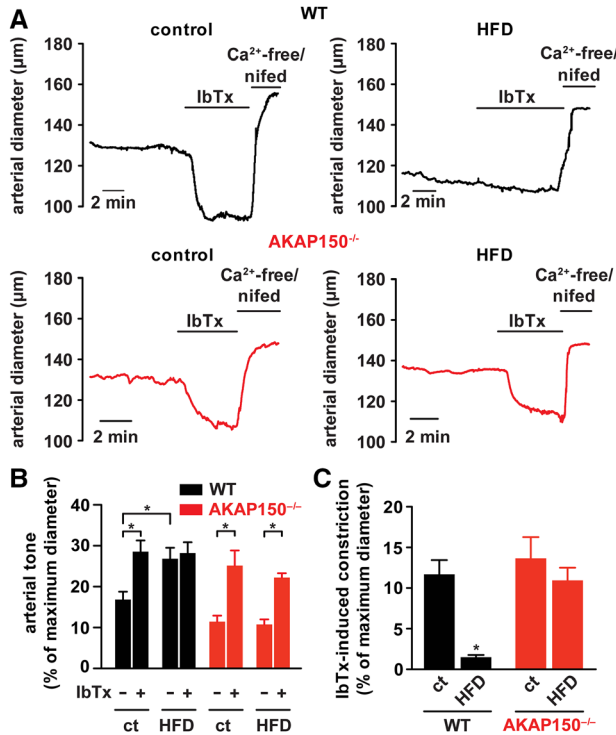 A
WT
control
HFD
Ca²⁺-free/
nifed
Ca²⁺-free/
nifed
IbTx
IbTx
arterial diameter (µm)
180
160
140
120
100
2 min
arterial diameter (µm)
180
160
140
120
100
2 min
AKAP150⁻/⁻
control
HFD
Ca²⁺-free/
nifed
Ca²⁺-free/
nifed
IbTx
IbTx
arterial diameter (µm)
180
160
140
120
100
2 min
arterial diameter (µm)
180
160
140
120
100
2 min
B
WT
AKAP150⁻/⁻
arterial tone
(% of maximum diameter)
40
30
20
10
0
* * * *
IbTx – + – + – + – +
ct HFD ct HFD
C
IbTx-induced constriction
(% of maximum diameter)
20
15
10
5
0
*
ct HFD ct HFD
WT AKAP150⁻/⁻